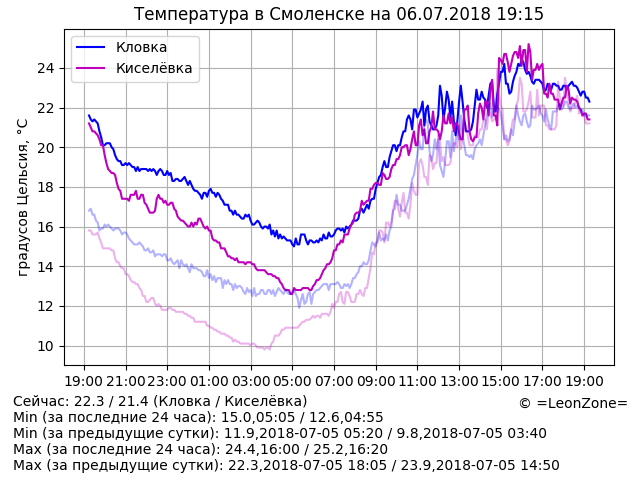 Температура в Смоленске на 06.07.2018 19:15
Кловка
Киселёвка
градусов Цельсия, °C
24
22
20
18
16
14
12
10
19:00 21:00 23:00 01:00 03:00 05:00 07:00 09:00 11:00 13:00 15:00 17:00 19:00
Сейчас: 22.3 / 21.4 (Кловка / Киселёвка)
© =LeonZone=
Min (за последние 24 часа): 15.0,05:05 / 12.6,04:55
Min (за предыдущие сутки): 11.9,2018-07-05 05:20 / 9.8,2018-07-05 03:40
Max (за последние 24 часа): 24.4,16:00 / 25.2,16:20
Max (за предыдущие сутки): 22.3,2018-07-05 18:05 / 23.9,2018-07-05 14:50